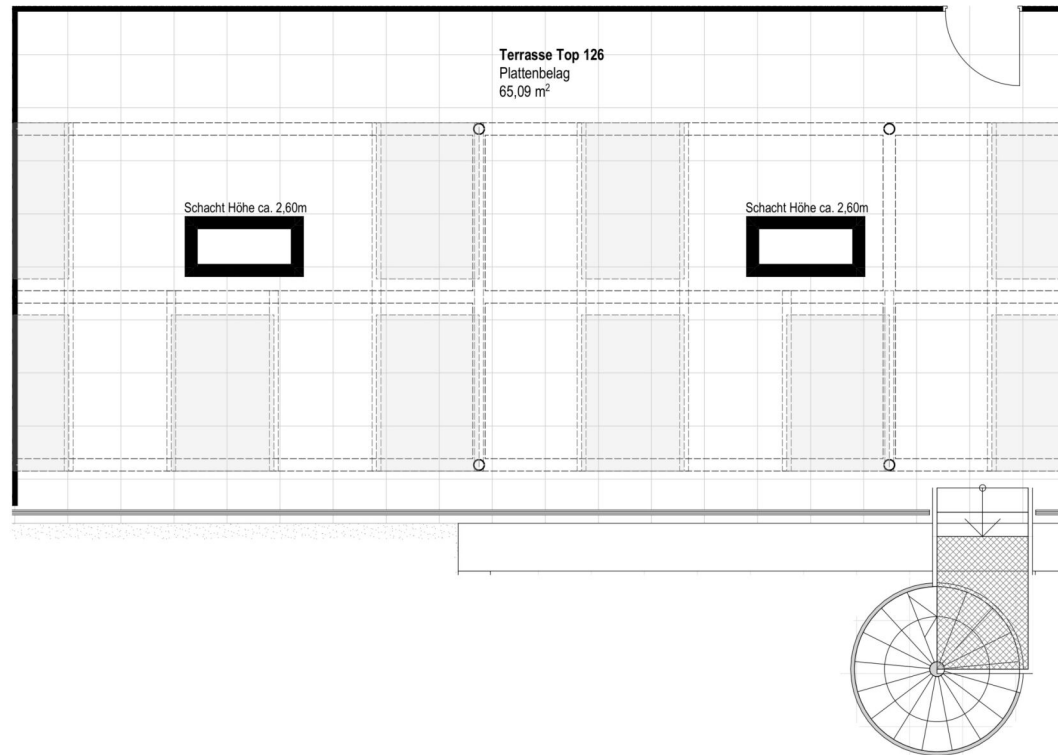 Terrasse Top 126
Plattenbelag
65,09 m²
Schacht Höhe ca. 2,60m
Schacht Höhe ca. 2,60m